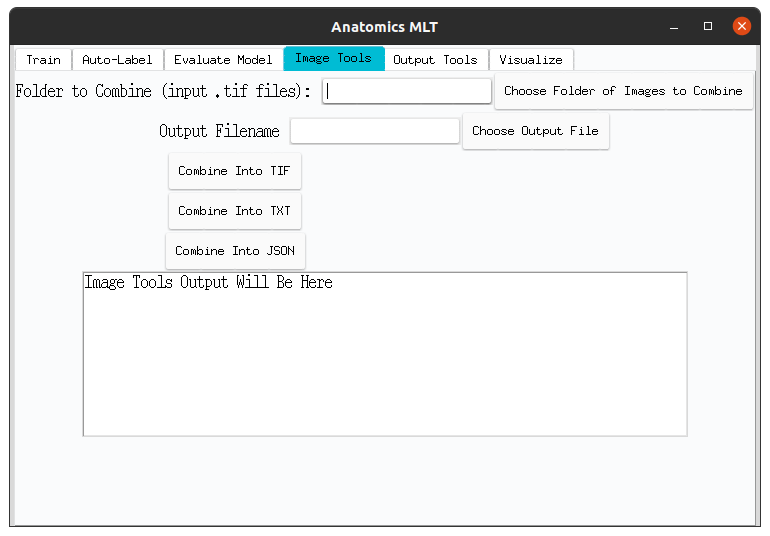 Anatomics MLT
Train Auto-Label Evaluate Model Image Tools Output Tools Visualize
Folder to Combine (input .tif files): Choose Folder of Images to Combine
Output Filename Choose Output File
Combine Into TIF
Combine Into TXT
Combine Into JSON
Image Tools Output Will Be Here